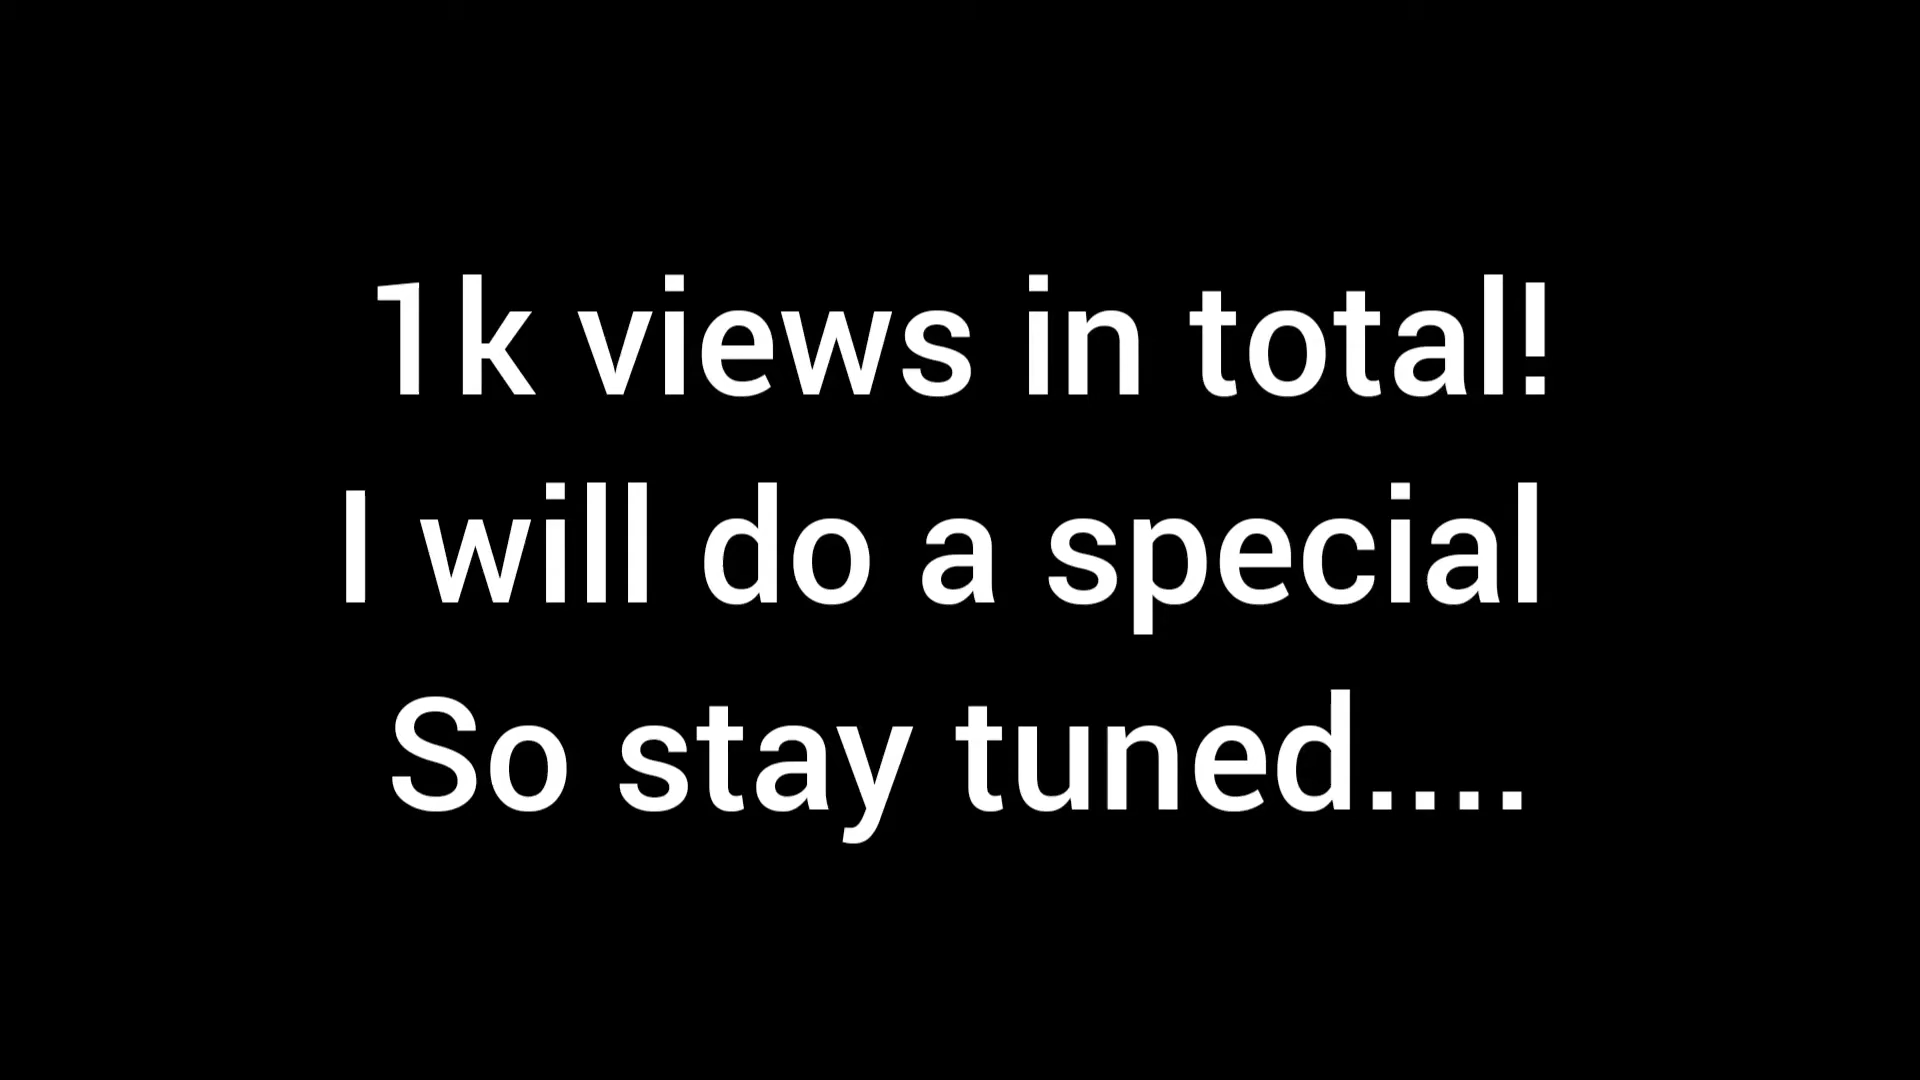 1k views in total!
I will do a special
So stay tuned....